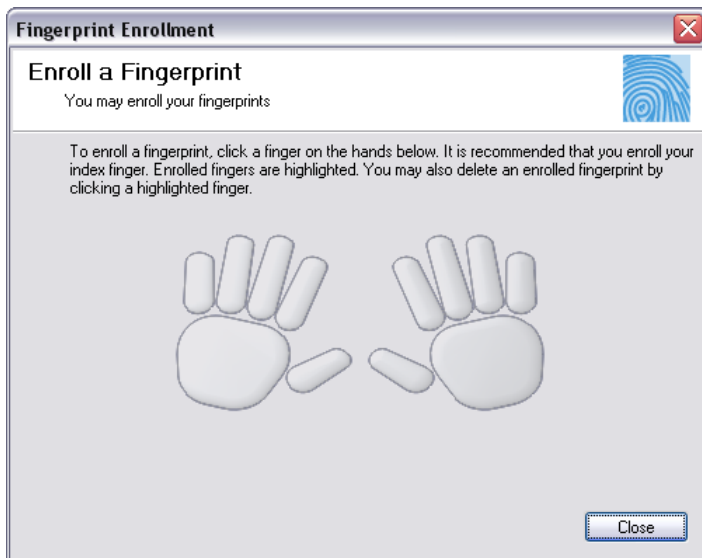 Fingerprint Enrollment
Enroll a Fingerprint
You may enroll your fingerprints
To enroll a fingerprint, click a finger on the hands below. It is recommended that you enroll your
index finger. Enrolled fingers are highlighted. You may also delete an enrolled fingerprint by
clicking a highlighted finger.
Close